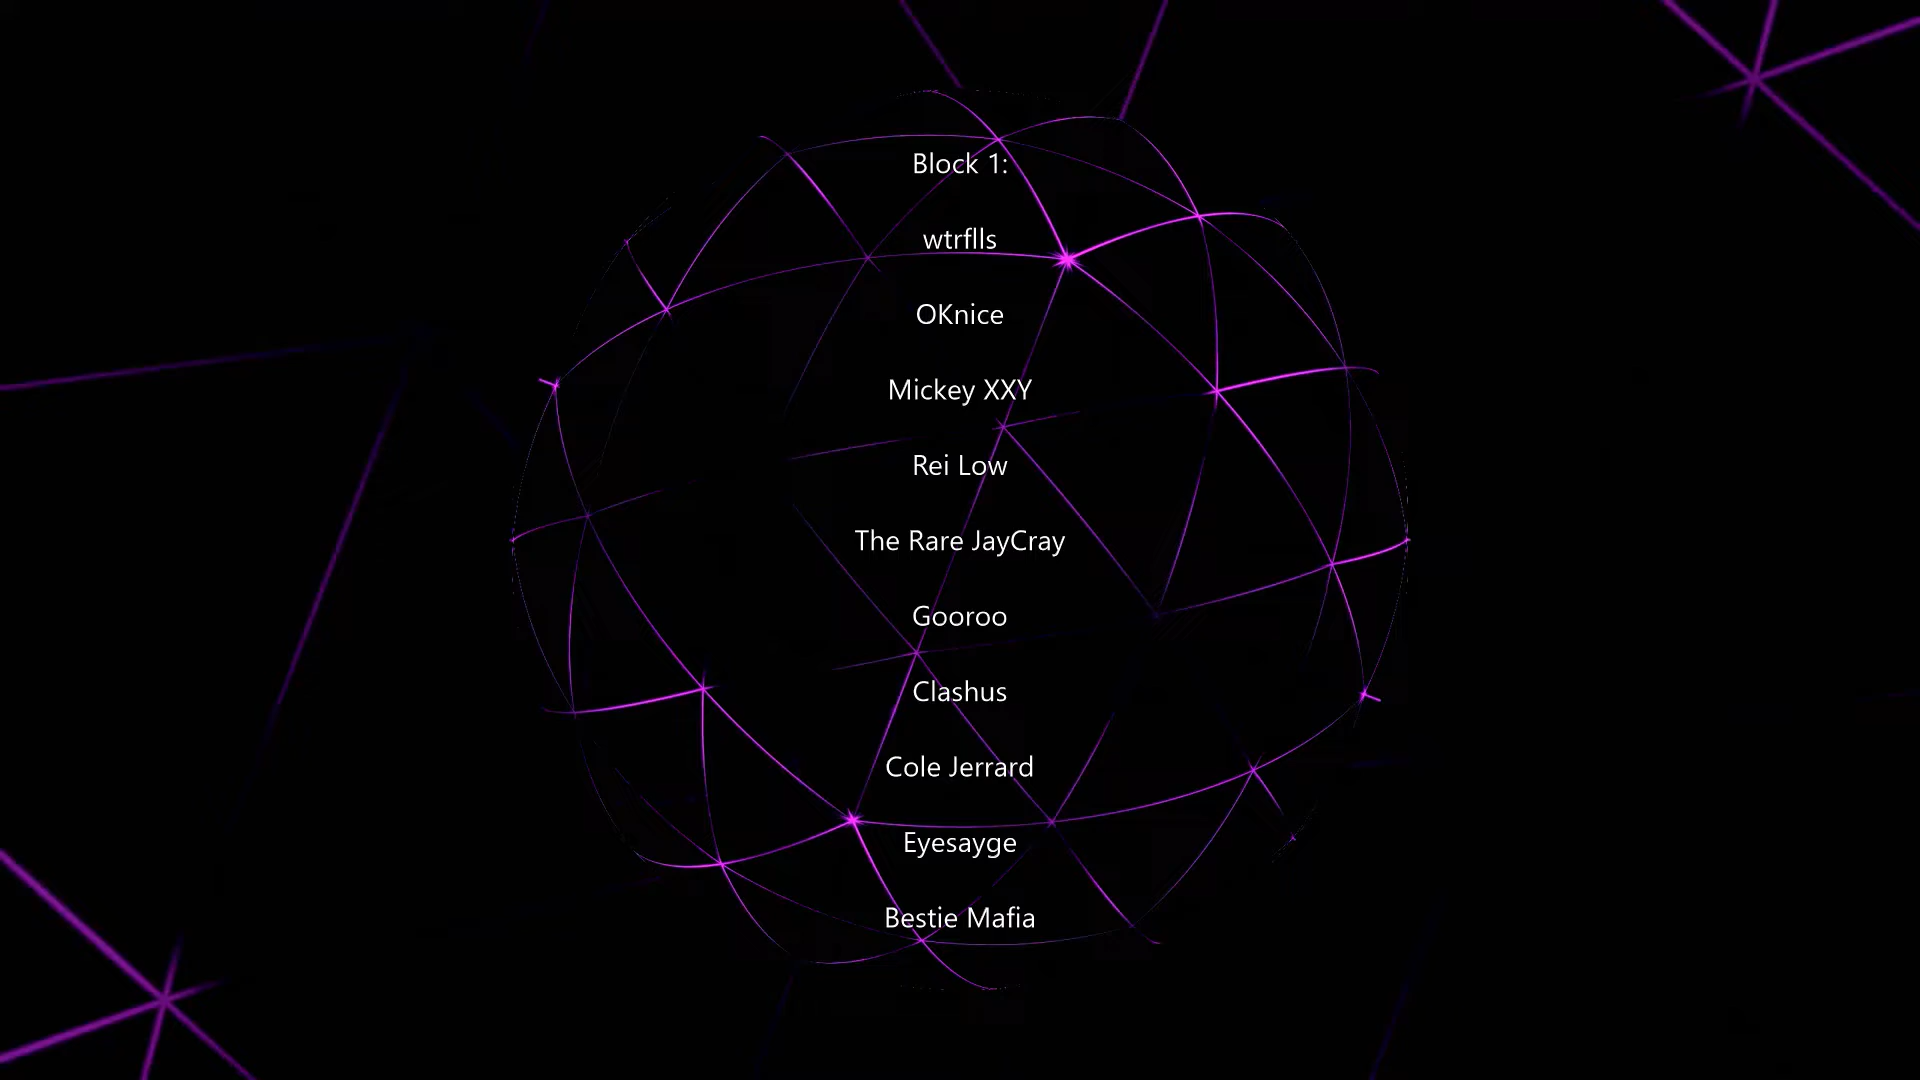 Block 1:
wtrflls
OKnice
Mickey XXY
Rei Low
The Rare JayCray
Gooroo
Clashus
Cole Jerrard
Eyesayge
Bestie Mafia